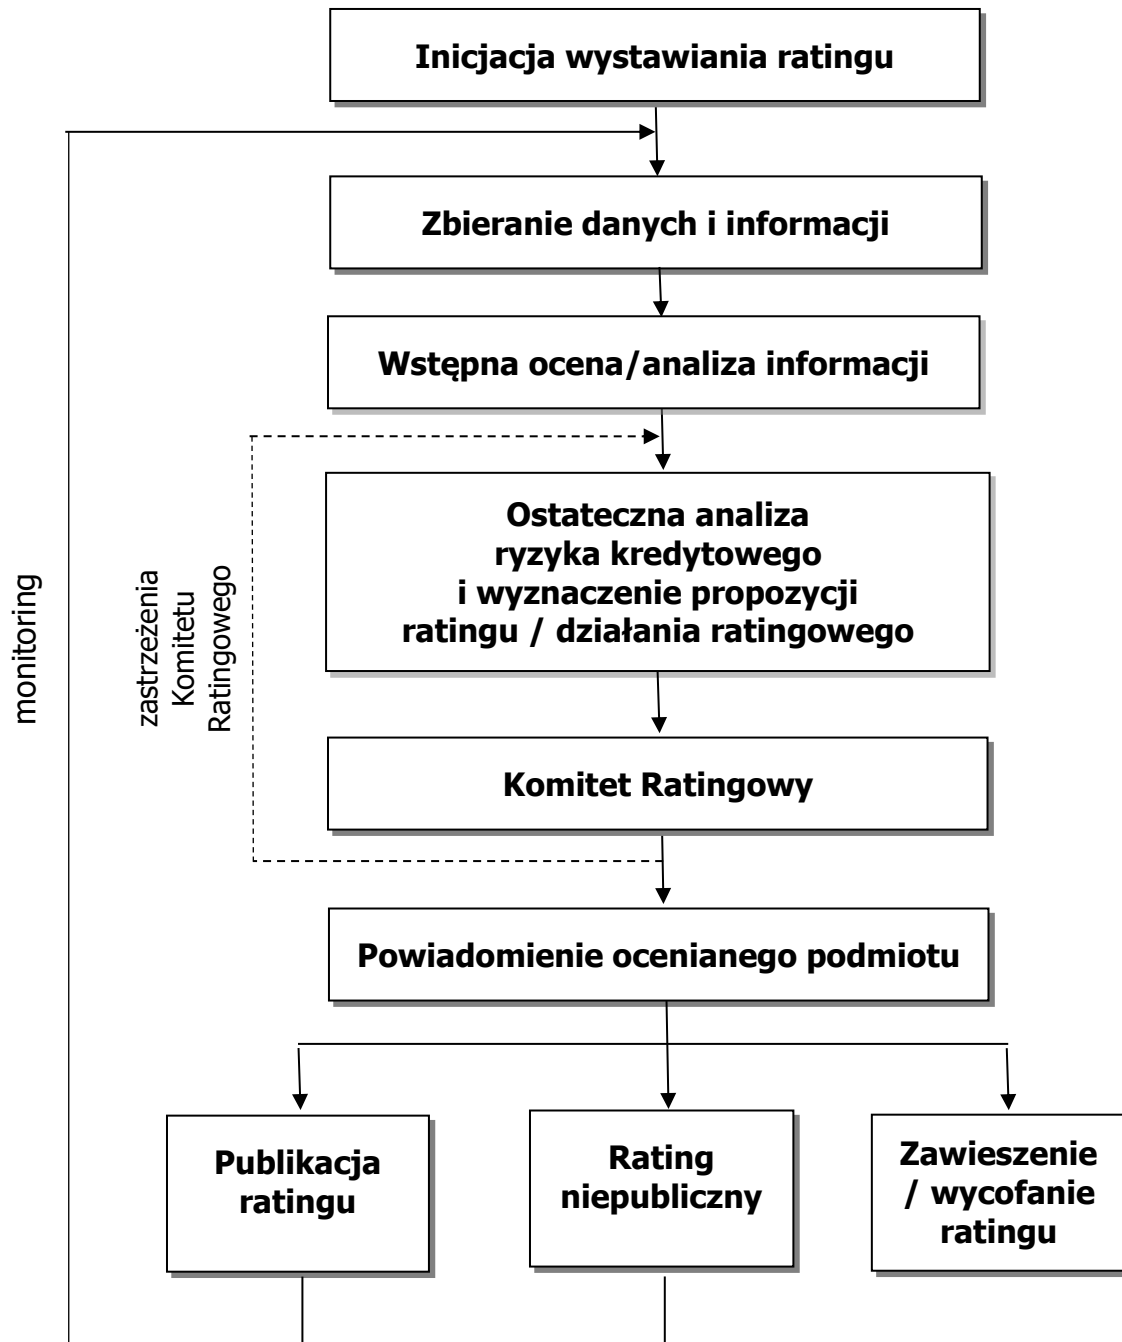 Inicjacja wystawiania ratingu
Zbieranie danych i informacji
Wstępna ocena/analiza informacji
Ostateczna analiza
ryzyka kredytowego
i wyznaczenie propozycji
ratingu / działania ratingowego
monitoring
zastrzeżenia
Komitetu
Ratingowego
Komitet Ratingowy
Powiadomienie ocenianego podmiotu
Publikacja
ratingu
Rating
niepubliczny
Zawieszenie
/ wycofanie
ratingu